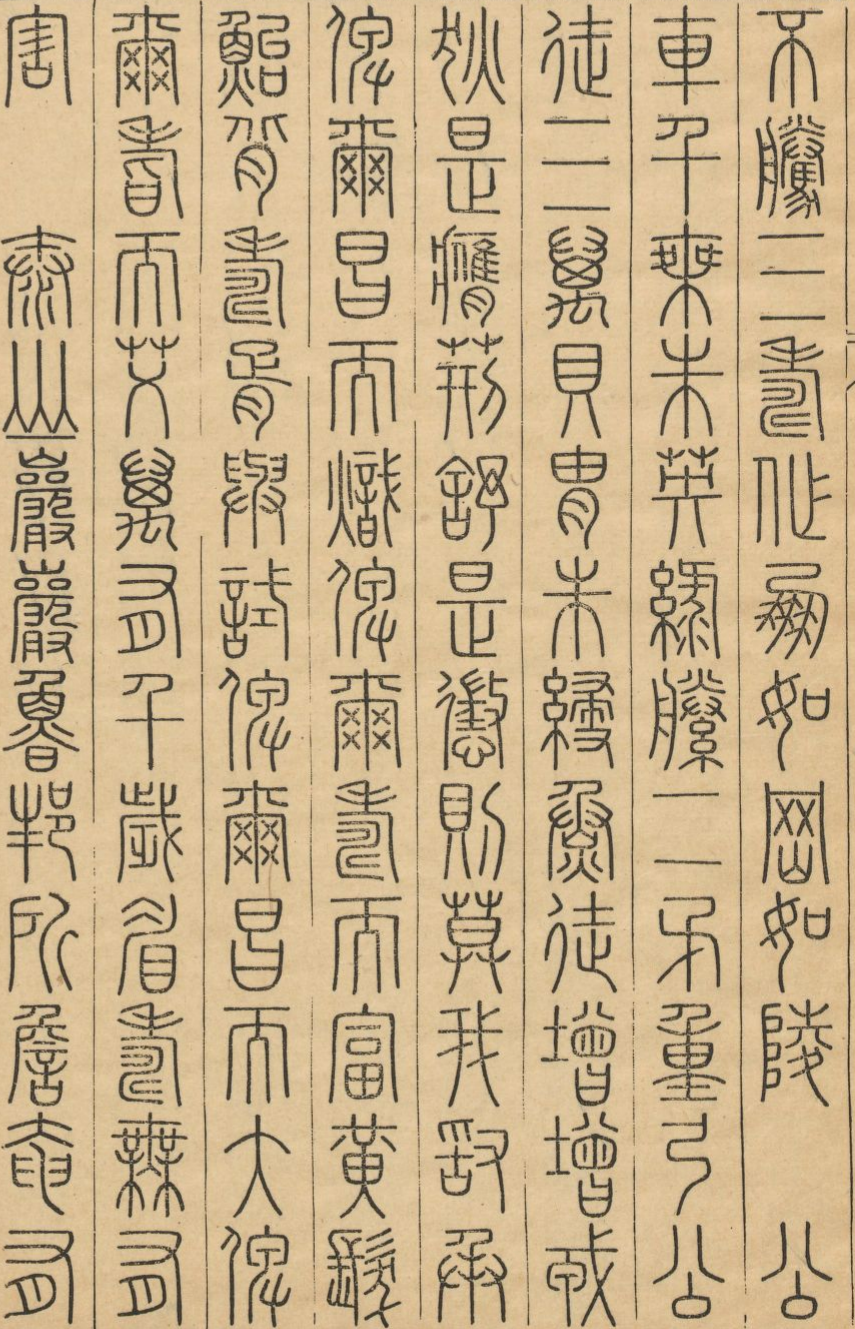 不騰三壽作朋如岡如陵　公
車千乘朱英綠縢二矛重弓公
徒三萬貝冑朱綅烝徒增增戎
狄是膺荊舒是懲則莫我敢承
俾爾昌而熾俾爾壽而富黃髮
鮐背壽胥與試俾爾昌而大俾
爾耆而艾萬有千歲眉壽無有
害　泰山巖巖魯邦所詹奄有